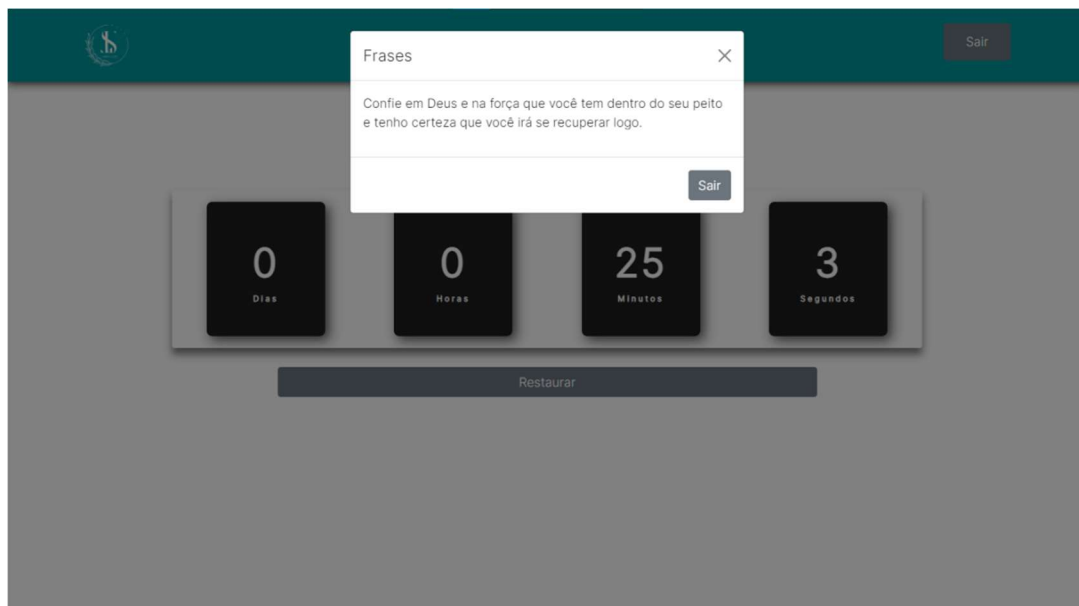 Sair
Frases
Confie em Deus e na força que você tem dentro do seu peito
e tenho certeza que você irá se recuperar logo.
Sair
0
Dias
0
Horas
25
Minutos
3
Segundos
Restaurar